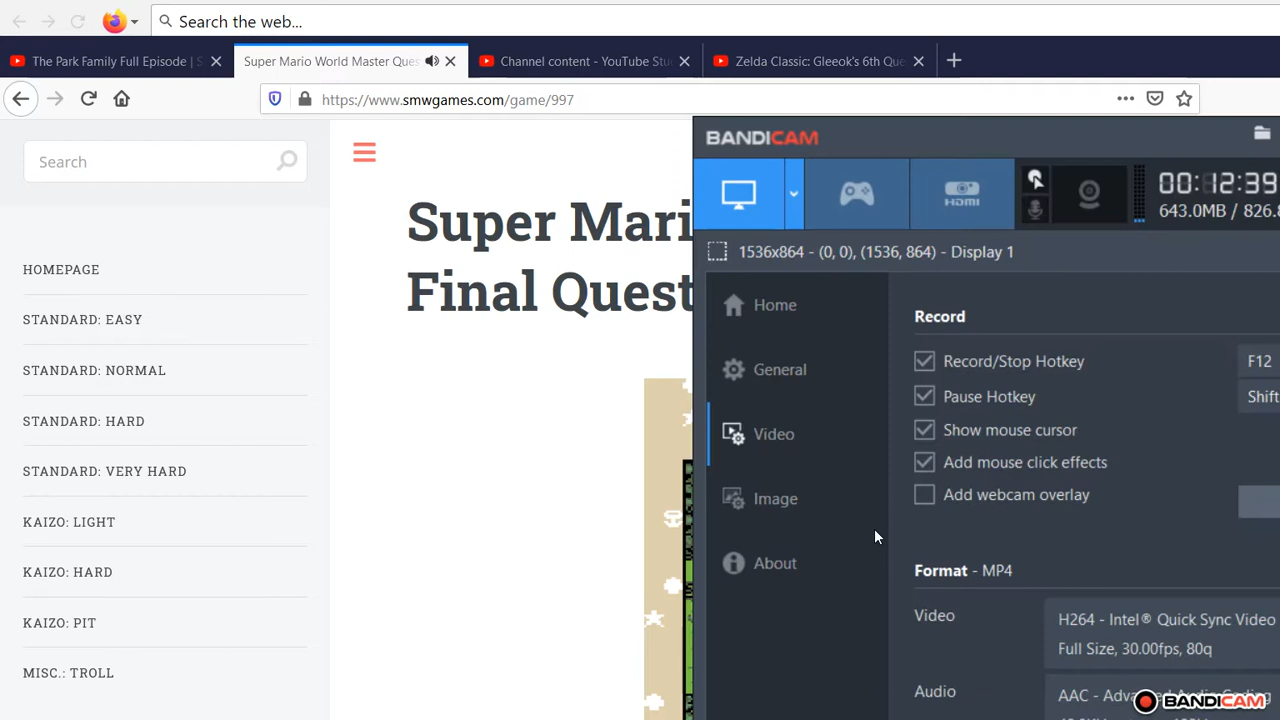 Search the web...
The Park Family Full Episode | S
Super Mario World Master Ques
Channel content - YouTube Stu
Zelda Classic: Gleeok's 6th Que
https://www.smwgames.com/game/997
Search
HOMEPAGE
STANDARD: EASY
STANDARD: NORMAL
STANDARD: HARD
STANDARD: VERY HARD
KAIZO: LIGHT
KAIZO: HARD
KAIZO: PIT
MISC.: TROLL
Super Mari
Final Quest
BANDICAM
HDMI
00:12:39
643.0MB / 826.8
1536x864 - (0, 0), (1536, 864) - Display 1
Home
General
Video
Image
About
Record
Record/Stop Hotkey
F12
Pause Hotkey
Shift
Show mouse cursor
Add mouse click effects
Add webcam overlay
Format - MP4
Video
H264 - Intel® Quick Sync Video
Full Size, 30.00fps, 80q
Audio
AAC - Advanced Audio Coding
BANDICAM